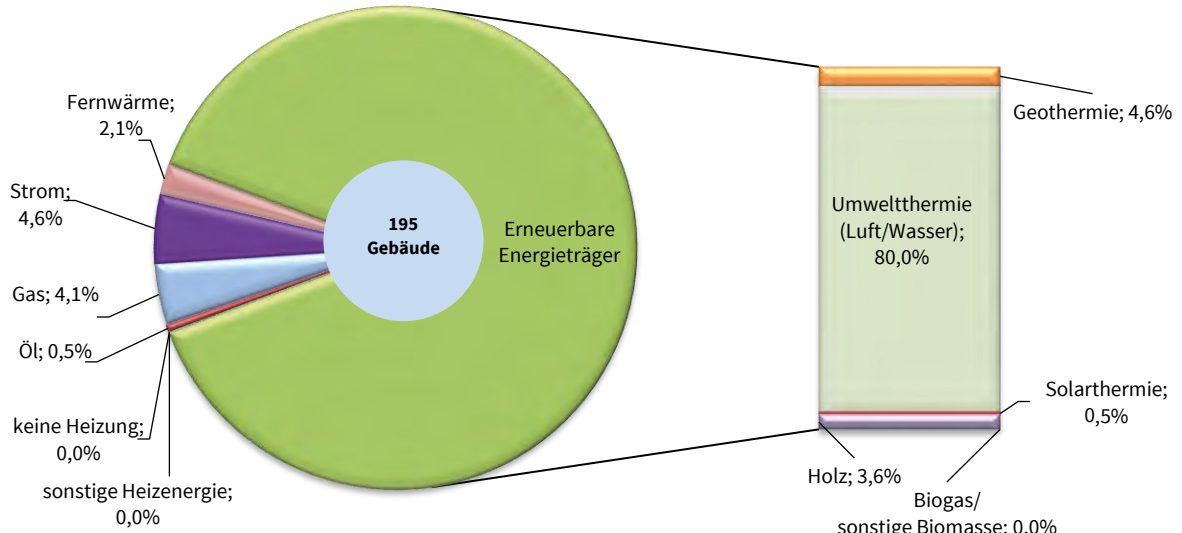 Fernwärme;
2,1%
Strom;
4,6%
Gas; 4,1%
Öl; 0,5%
keine Heizung;
0,0%
sonstige Heizenergie;
0,0%
195
Gebäude
Erneuerbare
Energieträger
Geothermie; 4,6%
Umweltthermie
(Luft/Wasser);
80,0%
Solarthermie;
0,5%
Holz; 3,6%
Biogas/
sonstige Biomasse; 0,0%